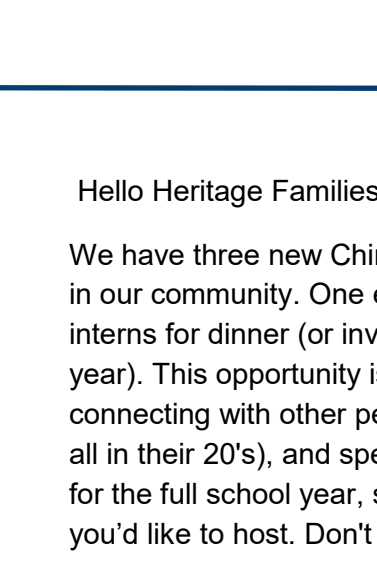 Hello Heritage Families
We have three new Chi
in our community. One
interns for dinner (or inv
year). This opportunity
connecting with other pe
all in their 20's), and spe
for the full school year,
you’d like to host. Don't